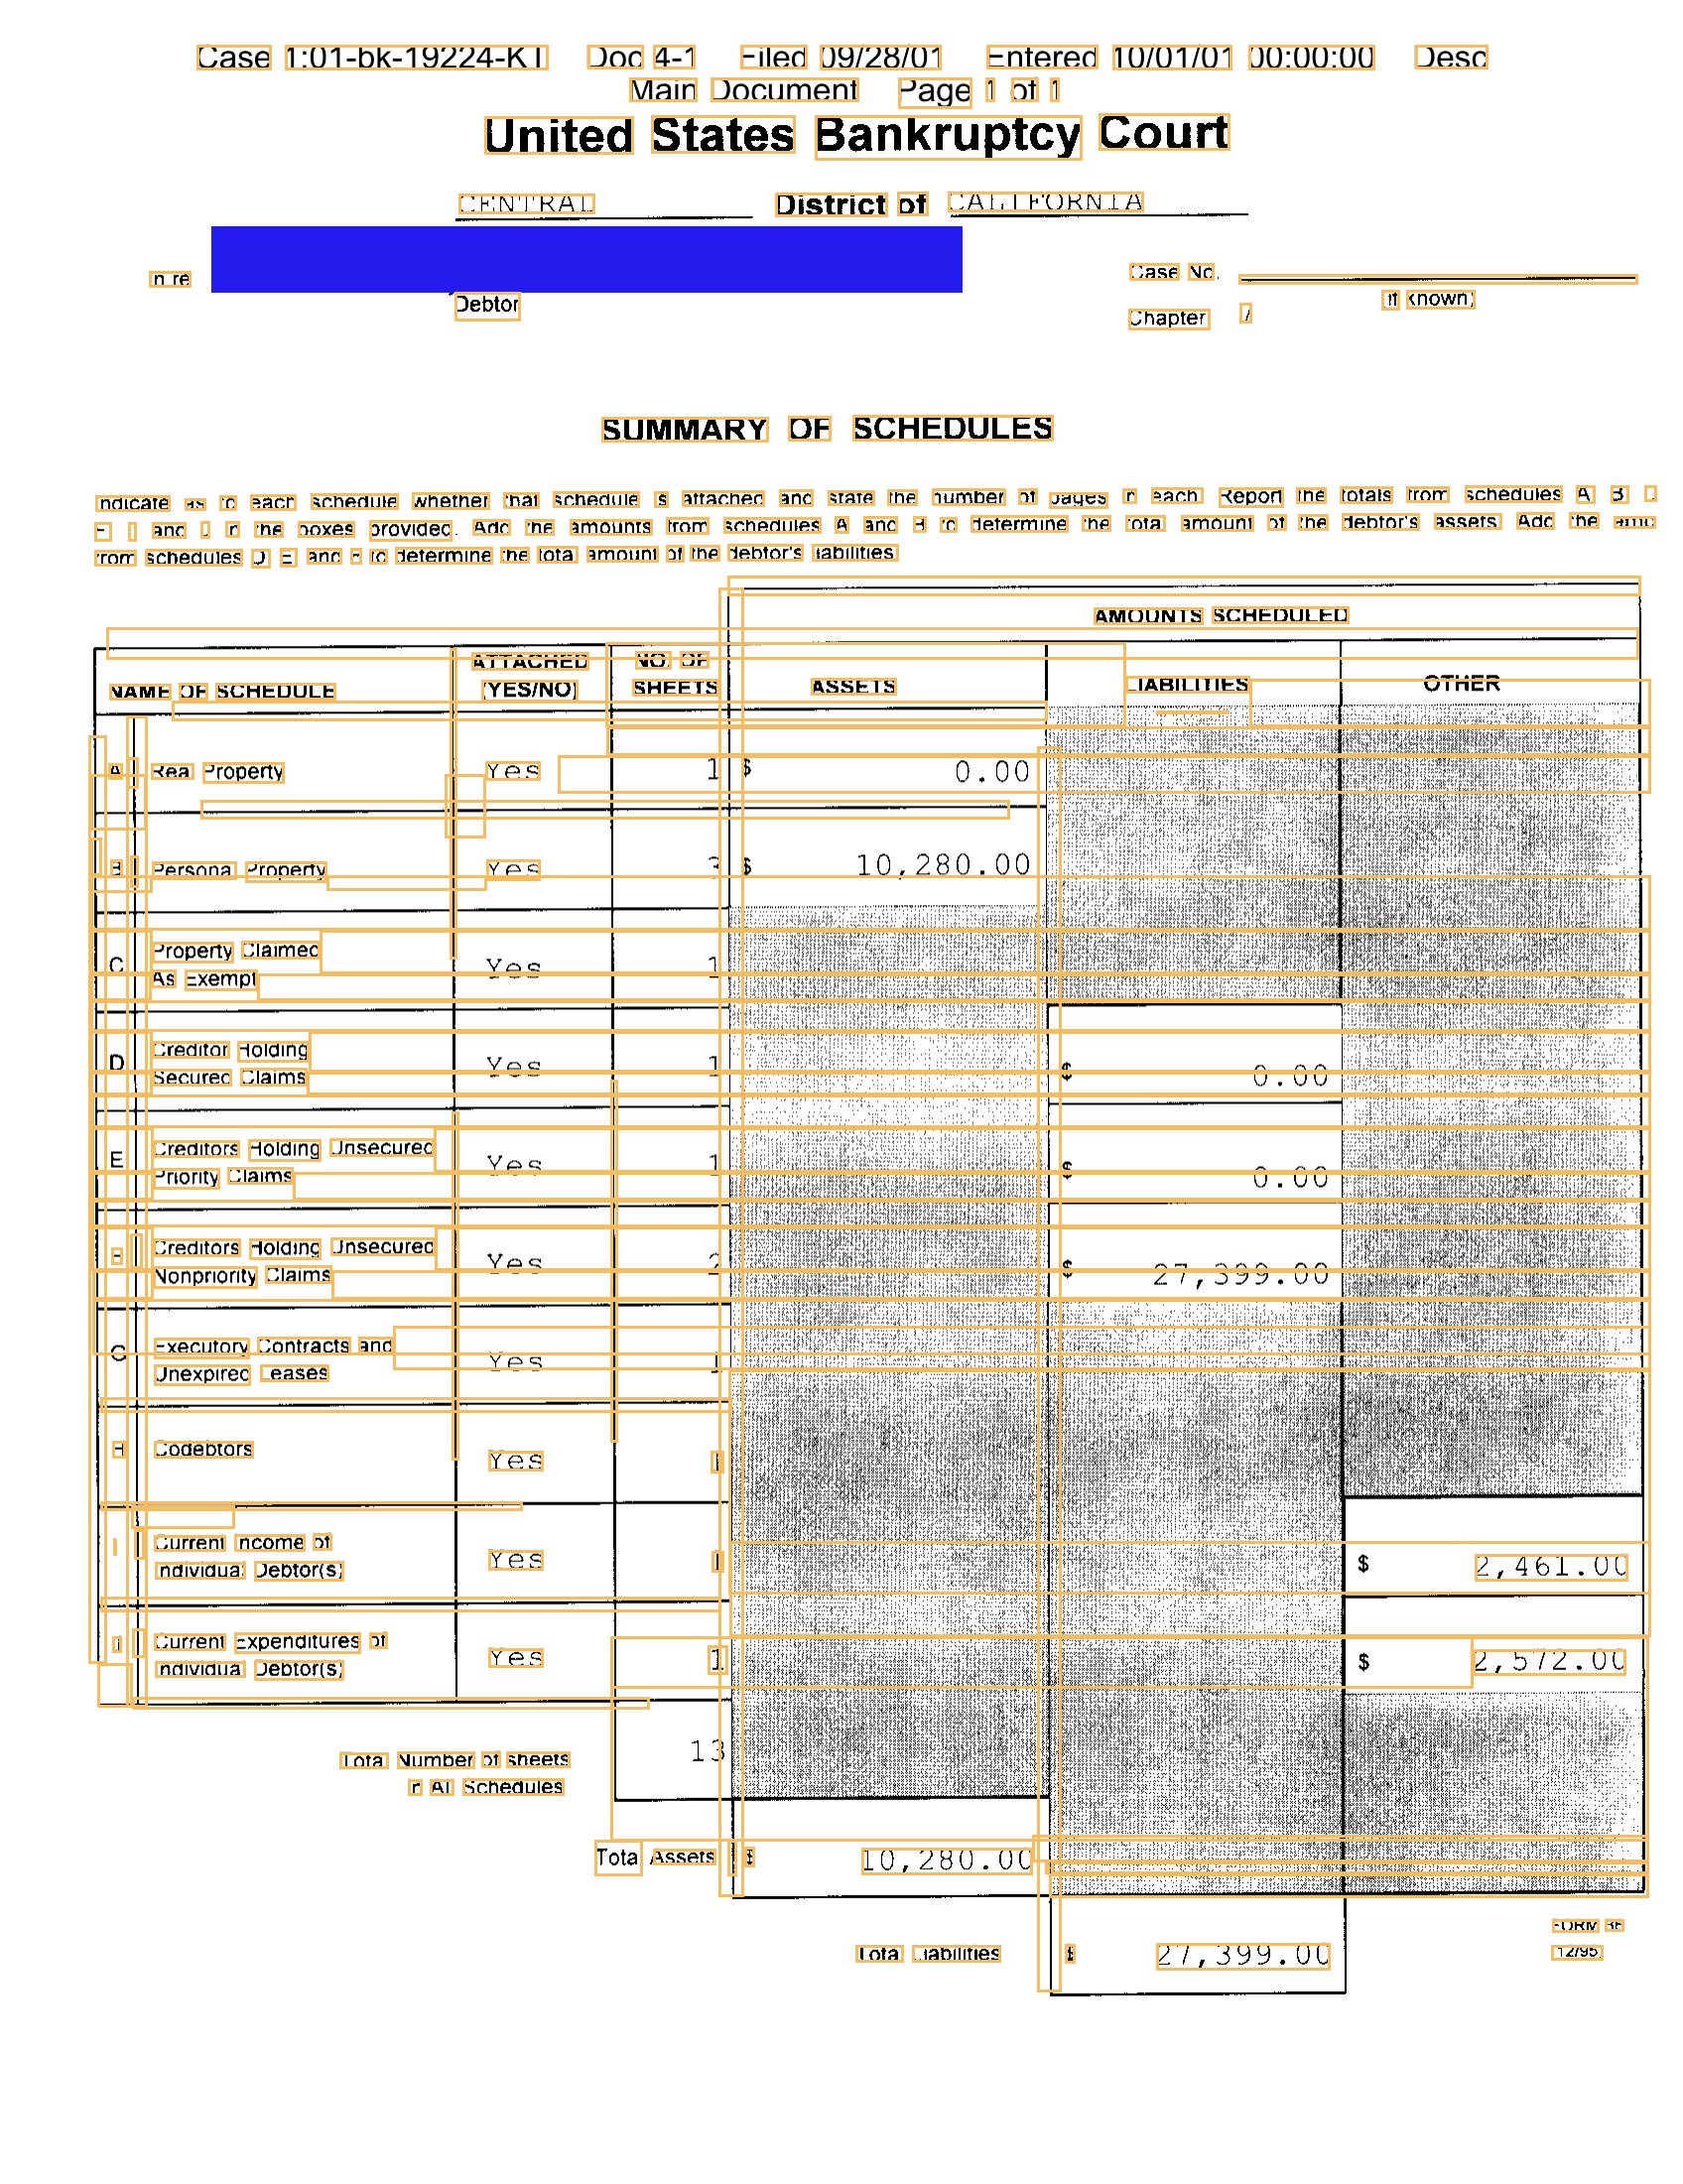 Case 1:01-bk-19224-KT Doc 4-1 Filed 09/28/01 Entered 10/01/01 00:00:00 Desc
Main Document Page 1 of 1
United States Bankruptcy Court
CENTRAL District of CALIFORNIA
In re
Case No.
Debtor
(If known)
Chapter 7
SUMMARY OF SCHEDULES
Indicate as to each schedule whether that schedule is attached and state the number of pages in each. Report the totals from schedules A, B, D,
E, I, and J in the boxes provided. Add the amounts from schedules A and B to determine the total amount of the debtor's assets. Add the
from schedules D, E and F to determine the total amount of the debtor's liabilities
AMOUNTS SCHEDULED
NAME OF SCHEDULE ATTACHED (YES/NO) NO. OF SHEETS ASSETS LIABILITIES OTHER
A Real Property Yes 1 $ 0.00
B Personal Property Yes 3 $ 10,280.00
C Property Claimed As Exempt Yes 1
D Creditor Holding Secured Claims Yes 1 $ 0.00
E Creditors Holding Unsecured Priority Claims Yes 1 $ 0.00
F Creditors Holding Unsecured Nonpriority Claims Yes 2 $ 27,399.00
G Executory Contracts and Unexpired Leases Yes 1
H Codebtors Yes 1
I Current Income of Individual Debtor(s) Yes 1 $ 2,461.00
J Current Expenditures of Individual Debtor(s) Yes 1 $ 2,572.00
Total Number of sheets in All Schedules 13
Total Assets $ 10,280.00
FORM B6
Total Liabilities $ 27,399.00
(12/95)